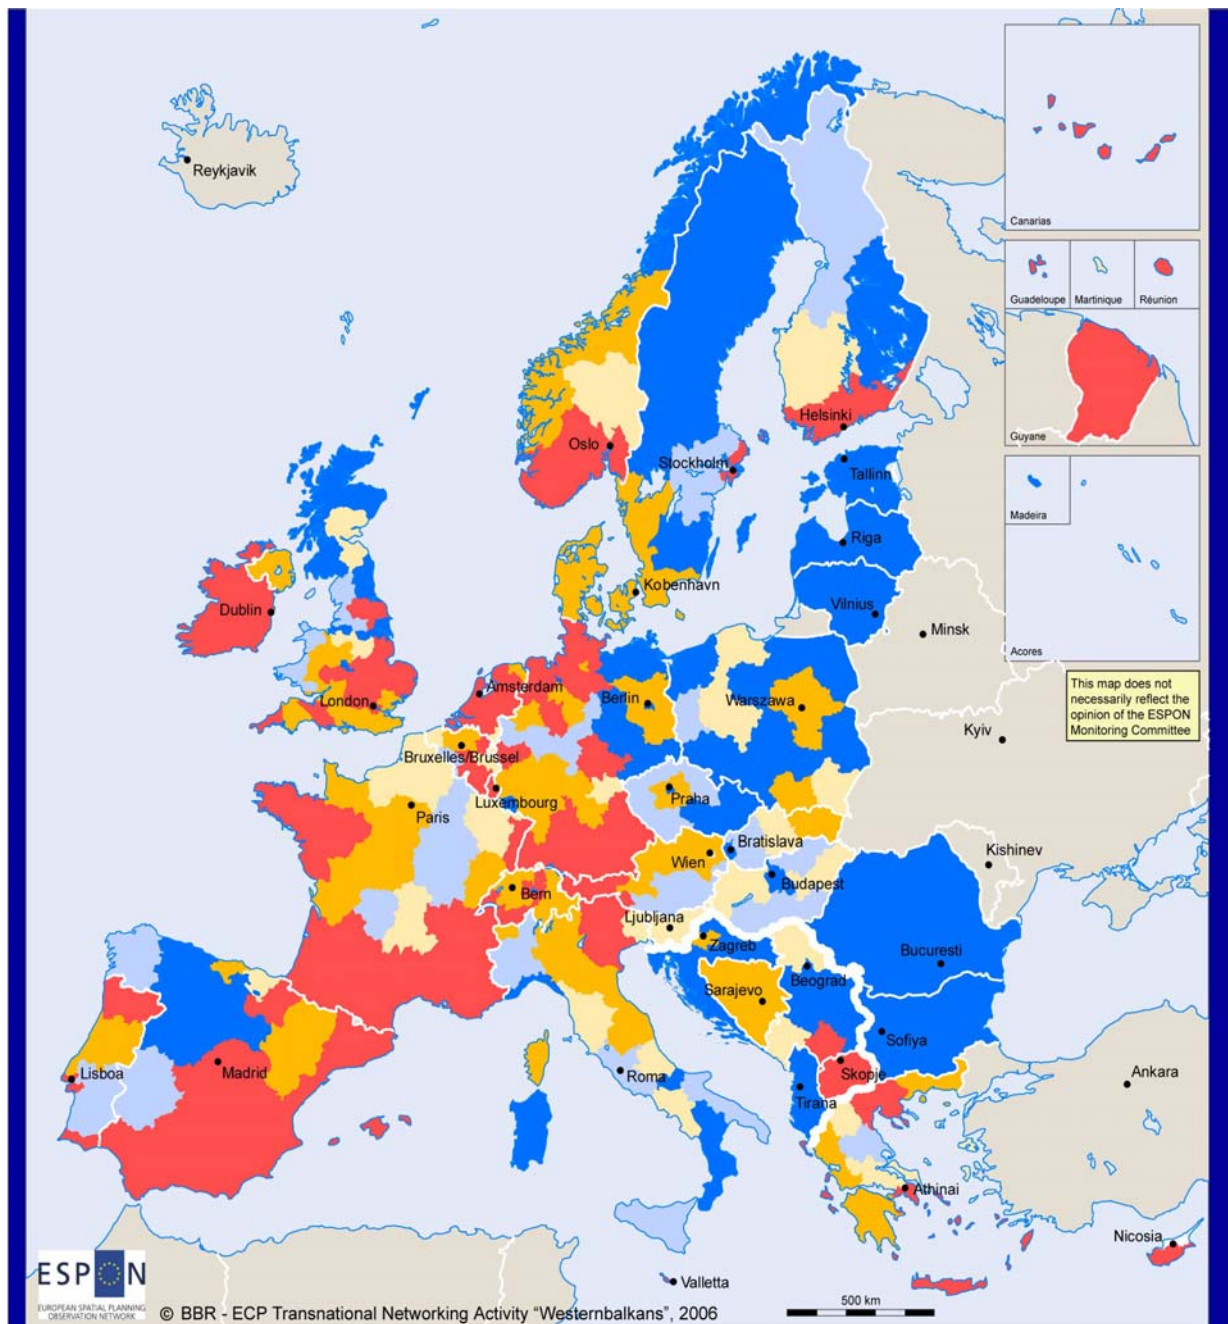 Reykjavik
Canarias
Guadeloupe
Martinique
Réunion
Guyane
Oslo
Helsinki
Stockholm
Tallinn
Madeira
Riga
Acores
Kobenhavn
Vilnius
Dublin
Minsk
Amsterdam
London
Berlin
Warszawa
This map does not
necessarily reflect the
opinion of the ESPON
Monitoring Committee
Kyiv
Bruxelles/Brussel
Luxembourg
Praha
Paris
Bratislava
Wien
Kishinev
Bern
Budapest
Ljubljana
Zagreb
Bucuresti
Beograd
Sarajevo
Sofiya
Lisboa
Madrid
Roma
Skopje
Ankara
Tirana
Athinai
Nicosia
Valletta
ESPON
EUROPEAN SPATIAL PLANNING
OBSERVATION NETWORK
© BBR - ECP Transnational Networking Activity “Westernbalkans”, 2006
500 km